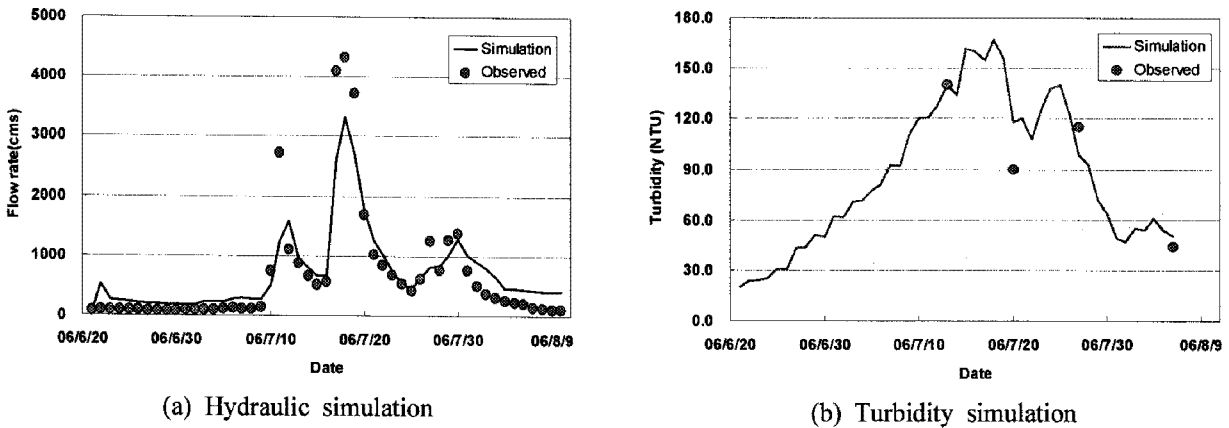 5000
4000
3000
2000
1000
0
Flow rate(cms)
Simulation
Observed
06/6/20 06/6/30 06/7/10 06/7/20 06/7/30 06/8/9
Date
(a) Hydraulic simulation
180.0
150.0
120.0
90.0
60.0
30.0
0.0
Turbidity (NTU)
Simulation
Observed
06/6/20 06/6/30 06/7/10 06/7/20 06/7/30 06/8/9
Date
(b) Turbidity simulation